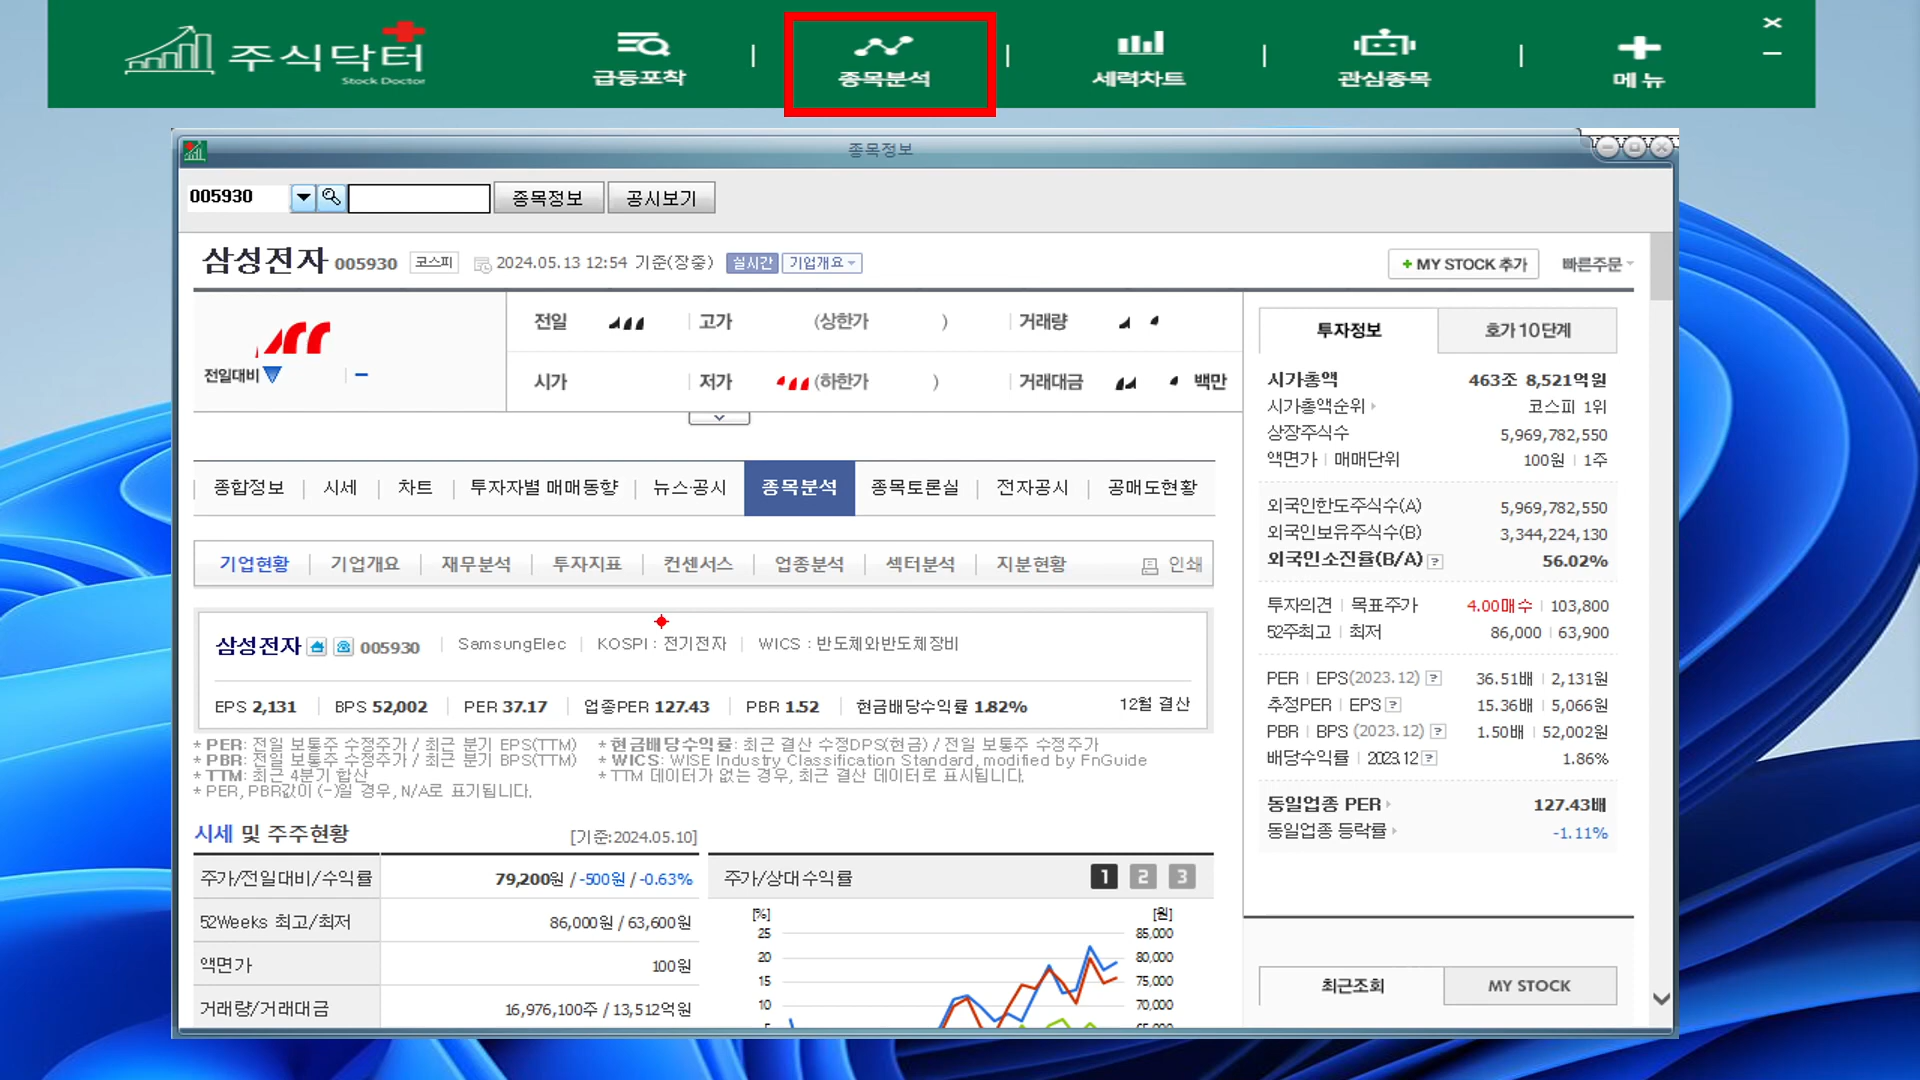 주식닥터
Stock Doctor
급등포착
종목분석
세력차트
관심종목
메뉴
종목정보
005930
종목정보
공시보기
삼성전자 005930 코스피 2024.05.13 12:54 기준(장중) 실시간 기업개요
+ MY STOCK 추가 빠른주문
전일대비
전일 고가 (상한가 ) 거래량
시가 저가 (하한가 ) 거래대금 백만
종합정보 시세 차트 투자자별 매매동향 뉴스·공시 종목분석 종목토론실 전자공시 공매도현황
기업현황 기업개요 재무분석 투자지표 컨센서스 업종분석 섹터분석 지분현황 인쇄
삼성전자 005930 SamsungElec KOSPI : 전기전자 WICS : 반도체와반도체장비
EPS 2,131 BPS 52,002 PER 37.17 업종PER 127.43 PBR 1.52 현금배당수익률 1.82% 12월 결산
* PER: 전일 보통주 수정주가 / 최근 분기 EPS(TTM)
* PBR: 전일 보통주 수정주가 / 최근 분기 BPS(TTM)
* TTM: 최근 4분기 합산
* PER, PBR값이 (-)일 경우, N/A로 표기됩니다.
* 현금배당수익률: 최근 결산 수정DPS(현금) / 전일 보통주 수정주가
* WICS: WISE Industry Classification Standard, modified by FnGuide
* TTM 데이터가 없는 경우, 최근 결산 데이터로 표시됩니다.
시세 및 주주현황 [기준:2024.05.10]
주가/전일대비/수익률 79,200원 / -500원 / -0.63%
52Weeks 최고/최저 86,000원 / 63,600원
액면가 100원
거래량/거래대금 16,976,100주 / 13,512억원
주가/상대수익률 1 2 3
[%] [원]
25 85,000
20 80,000
15 75,000
10 70,000
5 65,000
투자정보 호가 10단계
시가총액 463조 8,521억원
시가총액순위 코스피 1위
상장주식수 5,969,782,550
액면가 매매단위 100원 1주
외국인한도주식수(A) 5,969,782,550
외국인보유주식수(B) 3,344,224,130
외국인소진율(B/A) ? 56.02%
투자의견 목표주가 4.00매수 103,800
52주최고 최저 86,000 63,900
PER EPS(2023.12) ? 36.51배 2,131원
추정PER EPS ? 15.36배 5,066원
PBR BPS (2023.12) ? 1.50배 52,002원
배당수익률 2023.12 ? 1.86%
동일업종 PER 127.43배
동일업종 등락률 -1.11%
최근조회 MY STOCK